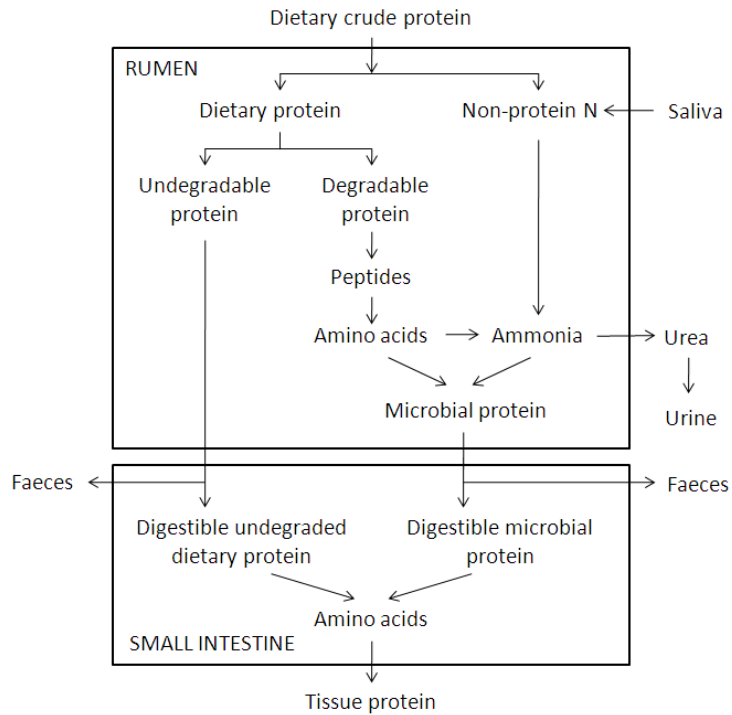 Dietary crude protein
RUMEN
Dietary protein
Non-protein N
Saliva
Undegradable
protein
Degradable
protein
Peptides
Amino acids
Ammonia
Urea
Microbial protein
Urine
Faeces
Faeces
Digestible undegraded
dietary protein
Digestible microbial
protein
Amino acids
SMALL INTESTINE
Tissue protein